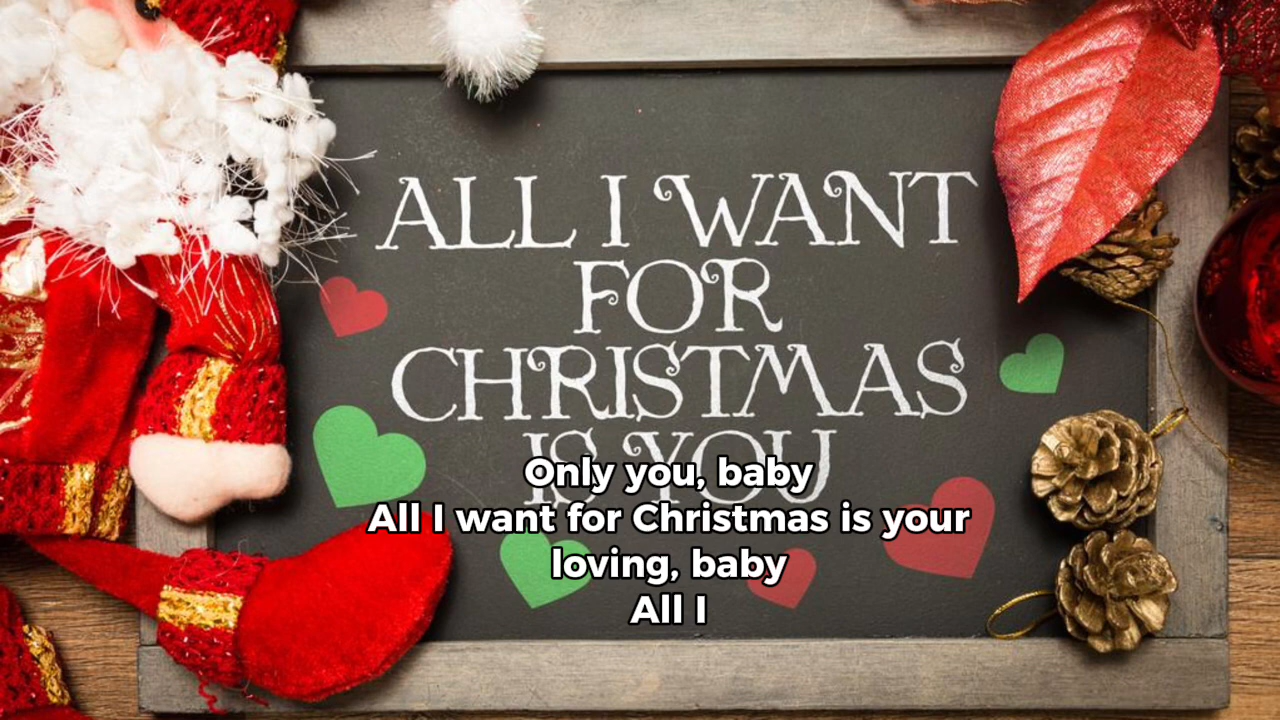 ALL I WANT
FOR
CHRISTMAS
IS YOU
Only you, baby
All I want for Christmas is your
loving, baby
All I